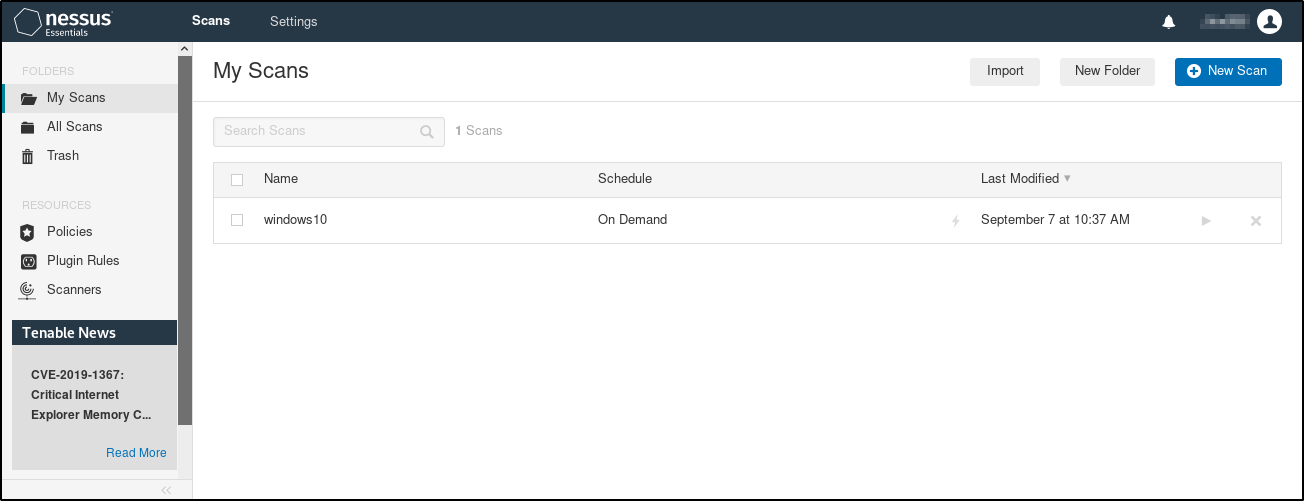 nessus
Essentials
Scans
Settings
FOLDERS
My Scans
All Scans
Trash
RESOURCES
Policies
Plugin Rules
Scanners
Tenable News
CVE-2019-1367:
Critical Internet
Explorer Memory C...
Read More
My Scans
Import
New Folder
New Scan
Search Scans
1 Scans
Name Schedule Last Modified
windows10 On Demand September 7 at 10:37 AM